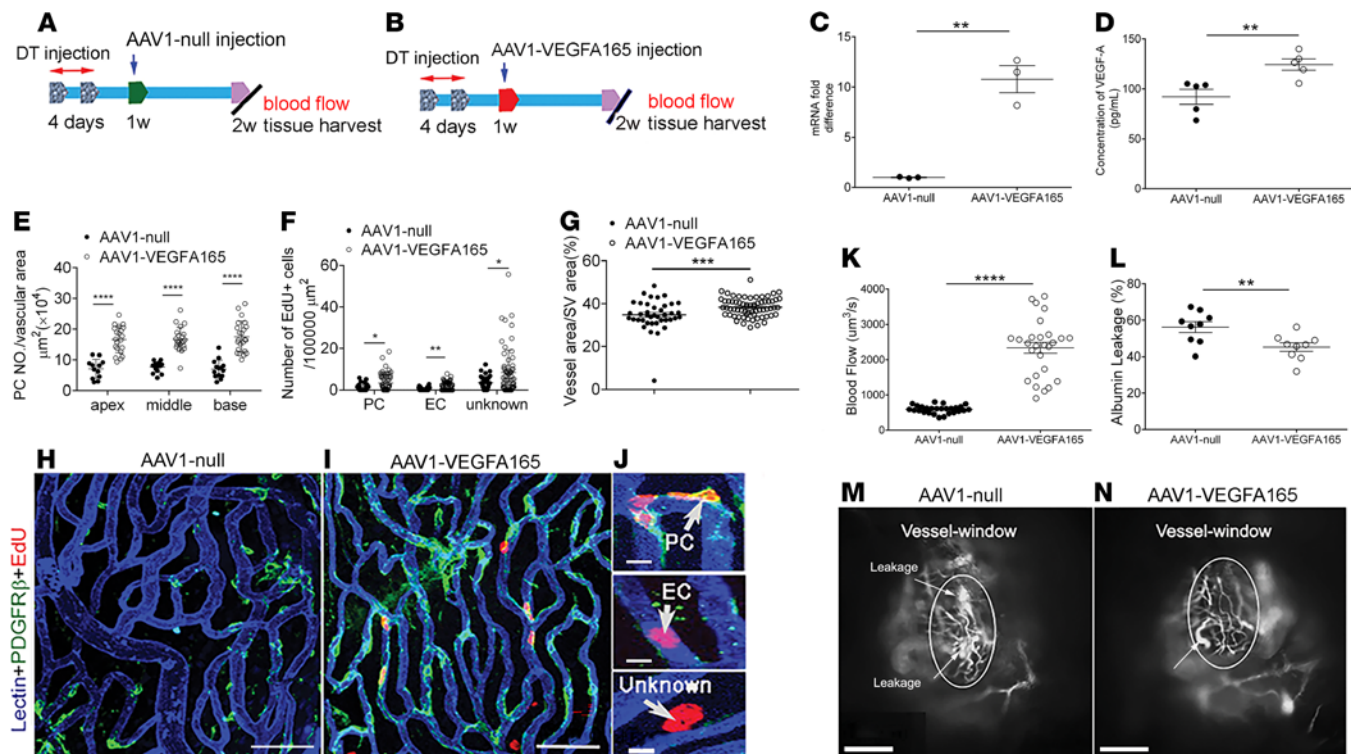 A
AAV1-null injection
DT injection
4 days
1w
2w
blood flow
tissue harvest
B
AAV1-VEGFA165 injection
DT injection
4 days
1w
2w
blood flow
tissue harvest
C
**
mRNA fold
difference
15
10
5
0
AAV1-null
AAV1-VEGFA165
D
**
Concentration of VEGF-A
(pg/mL)
150
100
50
0
AAV1-null
AAV1-VEGFA165
E
AAV1-null
AAV1-VEGFA165
PC NO./vascular area
μm²(×10⁴)
40
30
20
10
0
****
****
****
apex
middle
base
F
AAV1-null
AAV1-VEGFA165
Number of EdU+ cells
/100000 μm²
60
40
20
0
*
**
*
PC
EC
unknown
G
AAV1-null
AAV1-VEGFA165
Vessel area/SV area(%)
60
40
20
0
***
K
****
Blood Flow (um³/s)
4000
3000
2000
1000
0
AAV1-null
AAV1-VEGFA165
L
**
Albumin Leakage (%)
80
60
40
20
0
AAV1-null
AAV1-VEGFA165
Lectin+PDGFRβ+EdU
H
AAV1-null
I
AAV1-VEGFA165
J
PC
EC
Unknown
M
AAV1-null
Vessel-window
Leakage
Leakage
N
AAV1-VEGFA165
Vessel-window